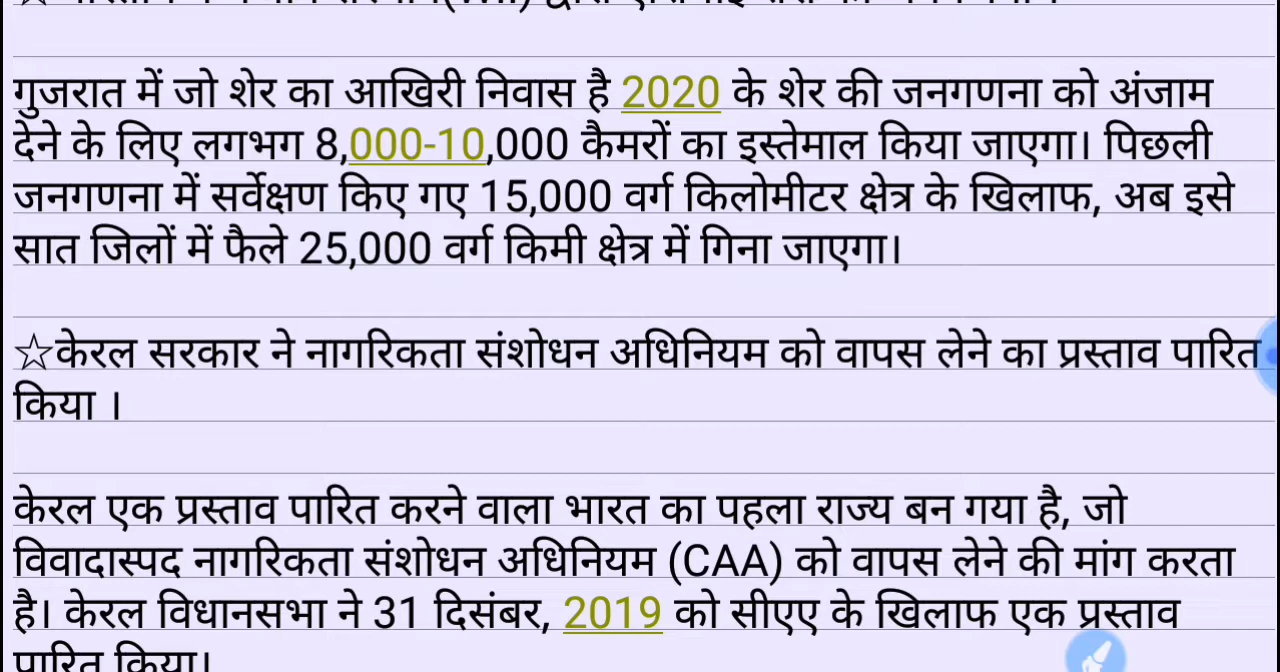 गुजरात में जो शेर का आखिरी निवास है 2020 के शेर की जनगणना को अंजाम
देने के लिए लगभग 8,000-10,000 कैमरों का इस्तेमाल किया जाएगा। पिछली
जनगणना में सर्वेक्षण किए गए 15,000 वर्ग किलोमीटर क्षेत्र के खिलाफ, अब इसे
सात जिलों में फैले 25,000 वर्ग किमी क्षेत्र में गिना जाएगा।
☆केरल सरकार ने नागरिकता संशोधन अधिनियम को वापस लेने का प्रस्ताव पारित
किया ।
केरल एक प्रस्ताव पारित करने वाला भारत का पहला राज्य बन गया है, जो
विवादास्पद नागरिकता संशोधन अधिनियम (CAA) को वापस लेने की मांग करता
है। केरल विधानसभा ने 31 दिसंबर, 2019 को सीएए के खिलाफ एक प्रस्ताव
पारित किया।